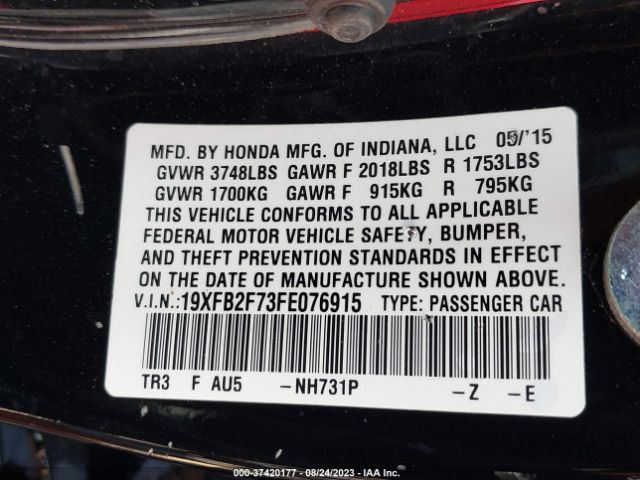 MFD. BY HONDA MFG. OF INDIANA, LLC 05/'15
GVWR 3748LBS GAWR F 2018LBS R 1753LBS
GVWR 1700KG GAWR F 915KG R 795KG
THIS VEHICLE CONFORMS TO ALL APPLICABLE
FEDERAL MOTOR VEHICLE SAFETY, BUMPER,
AND THEFT PREVENTION STANDARDS IN EFFECT
ON THE DATE OF MANUFACTURE SHOWN ABOVE.
V.I.N.:19XFB2F73FE076915 TYPE: PASSENGER CAR
TR3 F AU5 -NH731P -Z -E
000-37420177 - 08/24/2023 - IAA Inc.